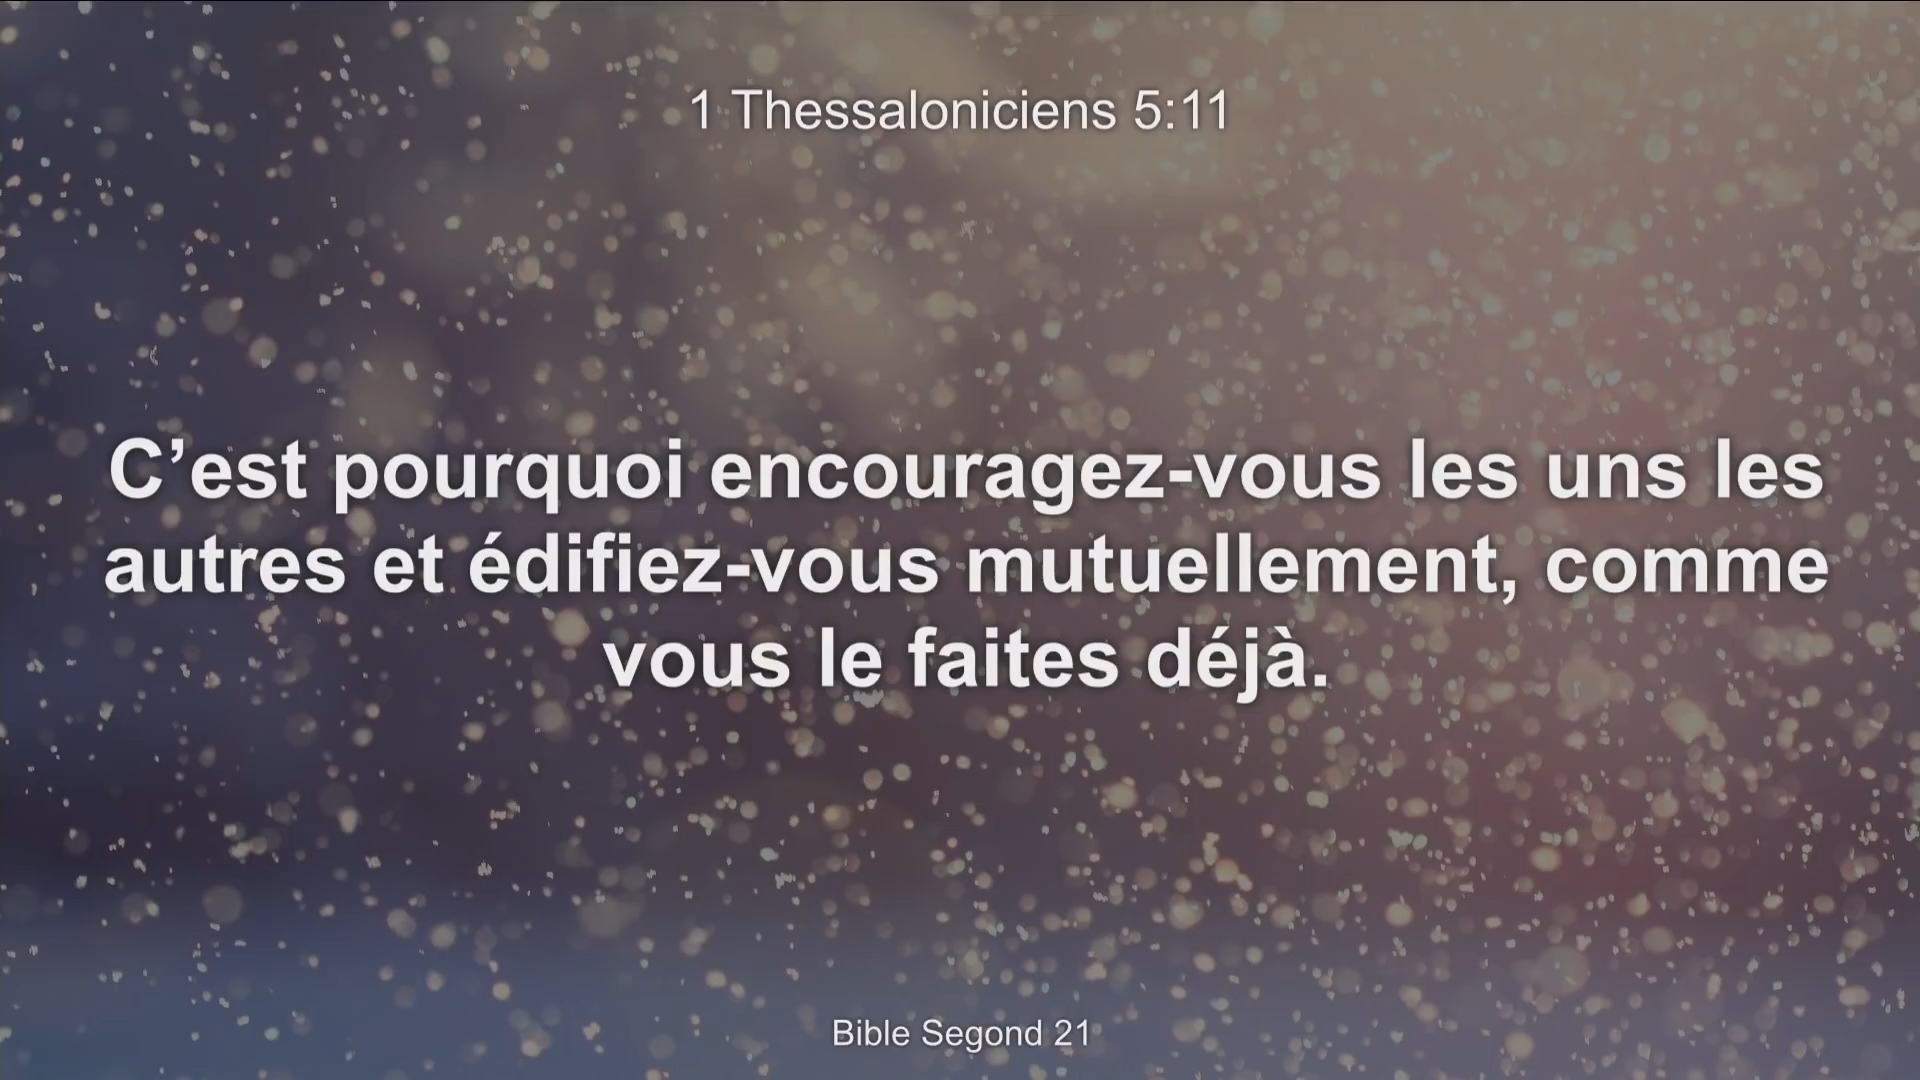 1 Thessaloniciens 5:11
C’est pourquoi encouragez-vous les uns les
autres et édifiez-vous mutuellement, comme
vous le faites déjà.
Bible Segond 21